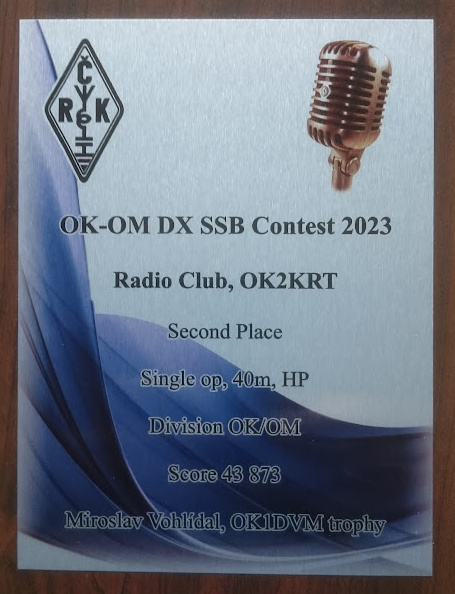 Č
R K
OK-OM DX SSB Contest 2023
Radio Club, OK2KRT
Second Place
Single op, 40m, HP
Division OK/OM
Score 43 873
Miroslav Vohlídal, OK1DVM trophy